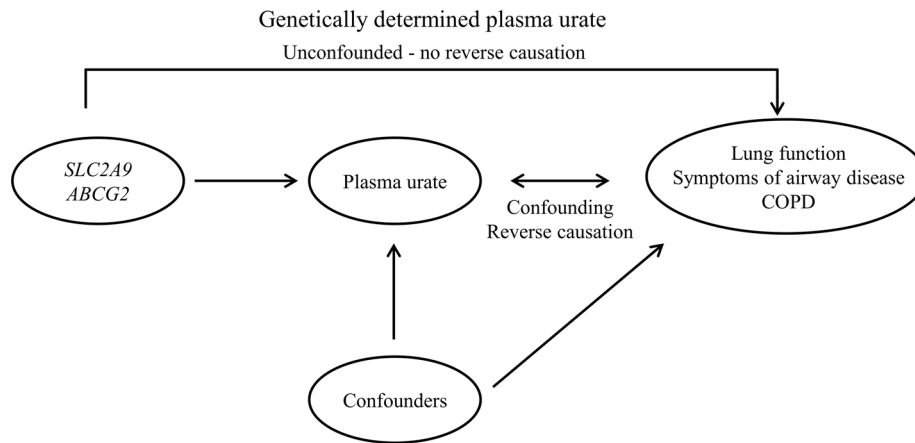 Genetically determined plasma urate
Unconfounded - no reverse causation
SLC2A9
ABCG2
Plasma urate
Confounding
Reverse causation
Lung function
Symptoms of airway disease
COPD
Confounders